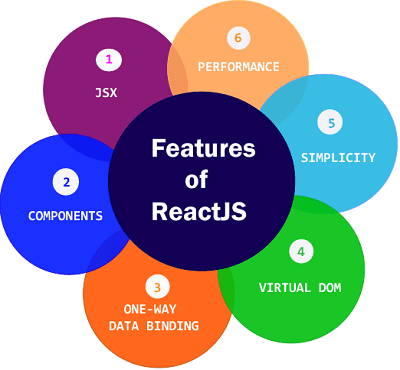 Features
of
ReactJS
1
JSX
2
COMPONENTS
3
ONE-WAY
DATA BINDING
4
VIRTUAL DOM
5
SIMPLICITY
6
PERFORMANCE